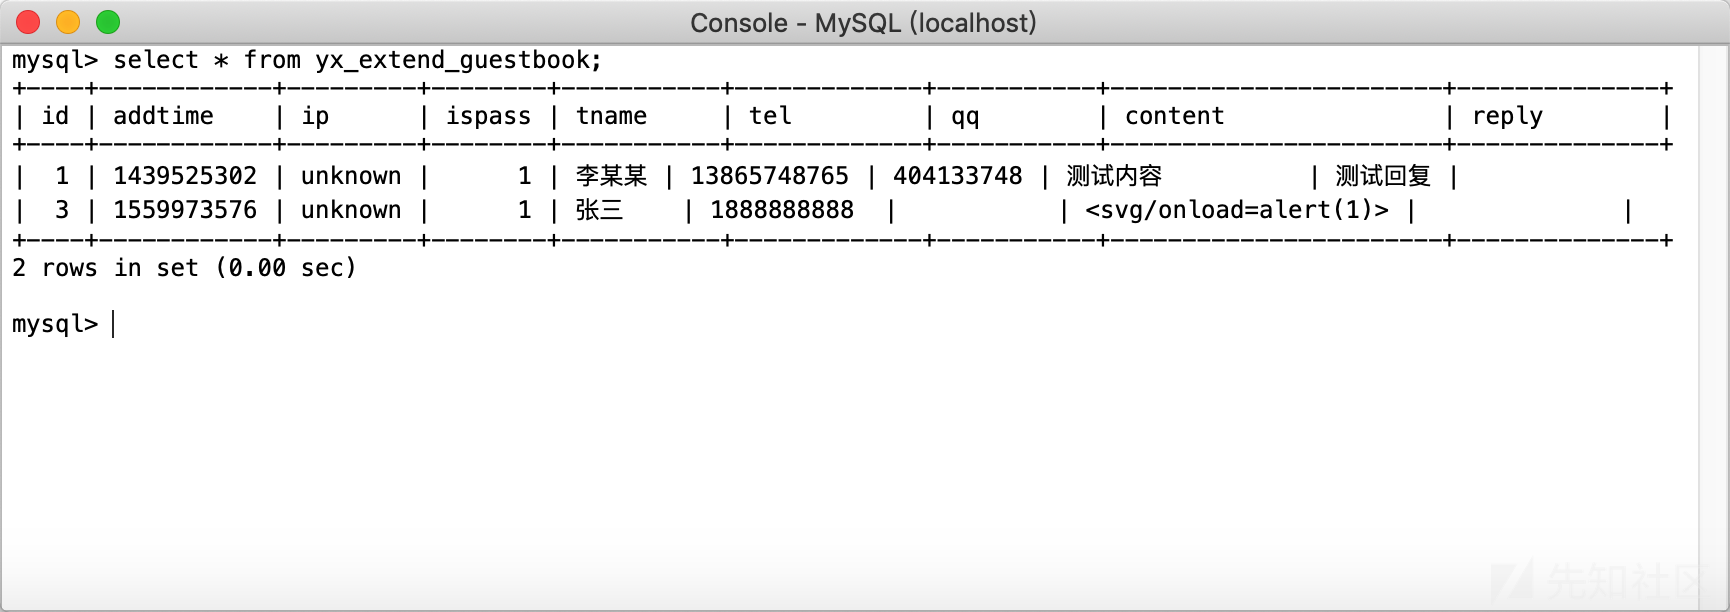 Console - MySQL (localhost)
mysql> select * from yx_extend_guestbook;
+----+------------+---------+--------+-----------+-------------+-----------+-----------------------+--------------+
| id | addtime    | ip      | ispass | tname     | tel         | qq        | content               | reply        |
+----+------------+---------+--------+-----------+-------------+-----------+-----------------------+--------------+
|  1 | 1439525302 | unknown |      1 | 李某某 | 13865748765 | 404133748 | 测试内容          | 测试回复 |
|  3 | 1559973576 | unknown |      1 | 张三    | 1888888888  |           | <svg/onload=alert(1)> |              |
+----+------------+---------+--------+-----------+-------------+-----------+-----------------------+--------------+
2 rows in set (0.00 sec)
mysql>
先知社区